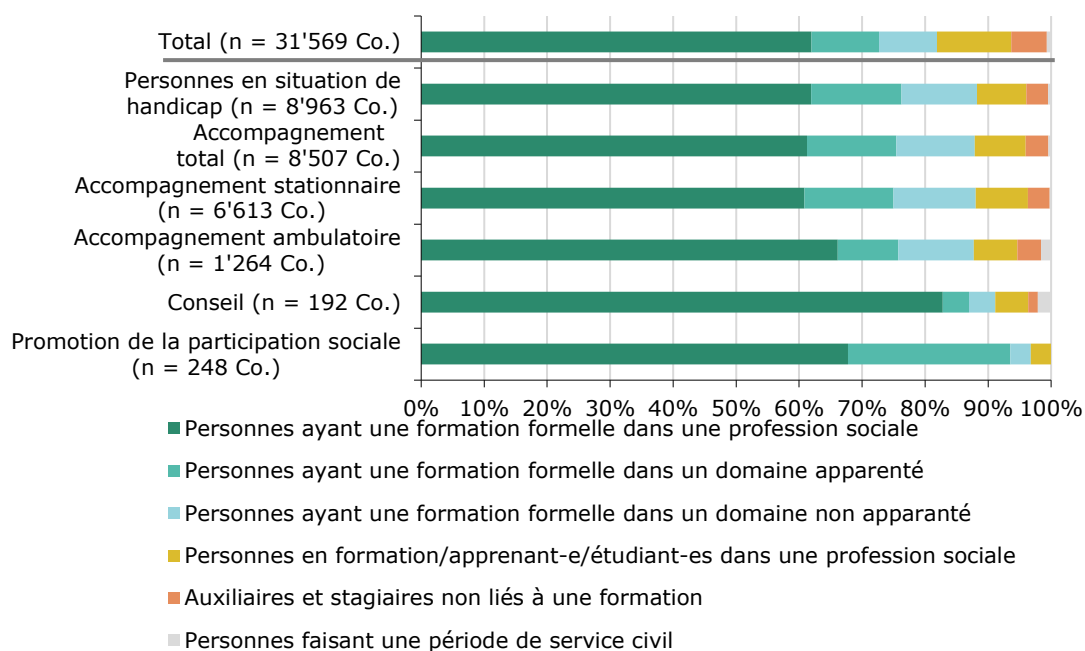 Total (n = 31'569 Co.)
Personnes en situation de
handicap (n = 8'963 Co.)
Accompagnement
total (n = 8'507 Co.)
Accompagnement stationnaire
(n = 6'613 Co.)
Accompagnement ambulatoire
(n = 1'264 Co.)
Conseil (n = 192 Co.)
Promotion de la participation sociale
(n = 248 Co.)
0% 10% 20% 30% 40% 50% 60% 70% 80% 90% 100%
Personnes ayant une formation formelle dans une profession sociale
Personnes ayant une formation formelle dans un domaine apparenté
Personnes ayant une formation formelle dans un domaine non apparanté
Personnes en formation/apprenant-e/étudiant-es dans une profession sociale
Auxiliaires et stagiaires non liés à une formation
Personnes faisant une période de service civil